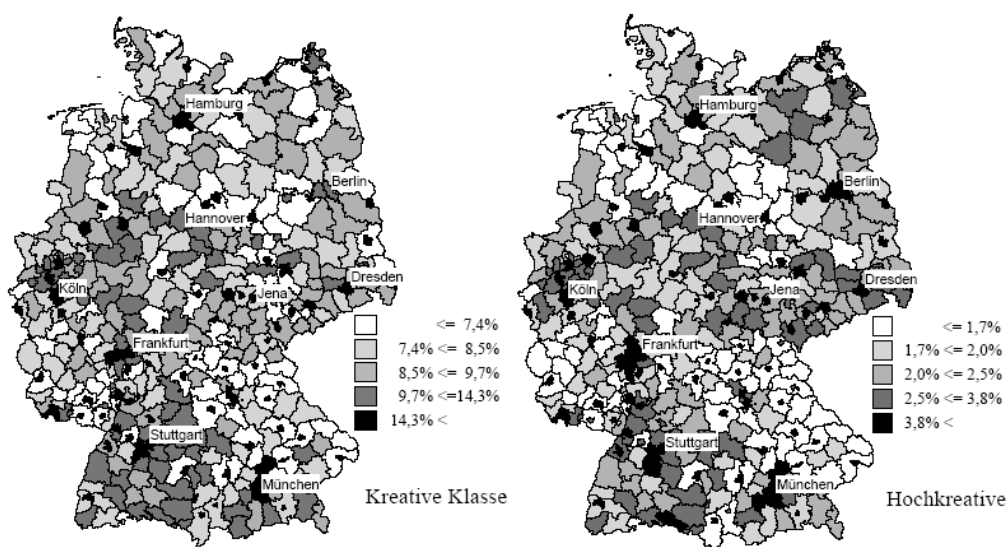 Hamburg
Berlin
Hannover
Dresden
Köln
Jena
Frankfurt
Stuttgart
München
<= 7,4%
7,4% <= 8,5%
8,5% <= 9,7%
9,7% <=14,3%
14,3% <
Kreative Klasse
Hamburg
Berlin
Hannover
Dresden
Köln
Jena
Frankfurt
Stuttgart
München
<= 1,7%
1,7% <= 2,0%
2,0% <= 2,5%
2,5% <= 3,8%
3,8% <
Hochkreative